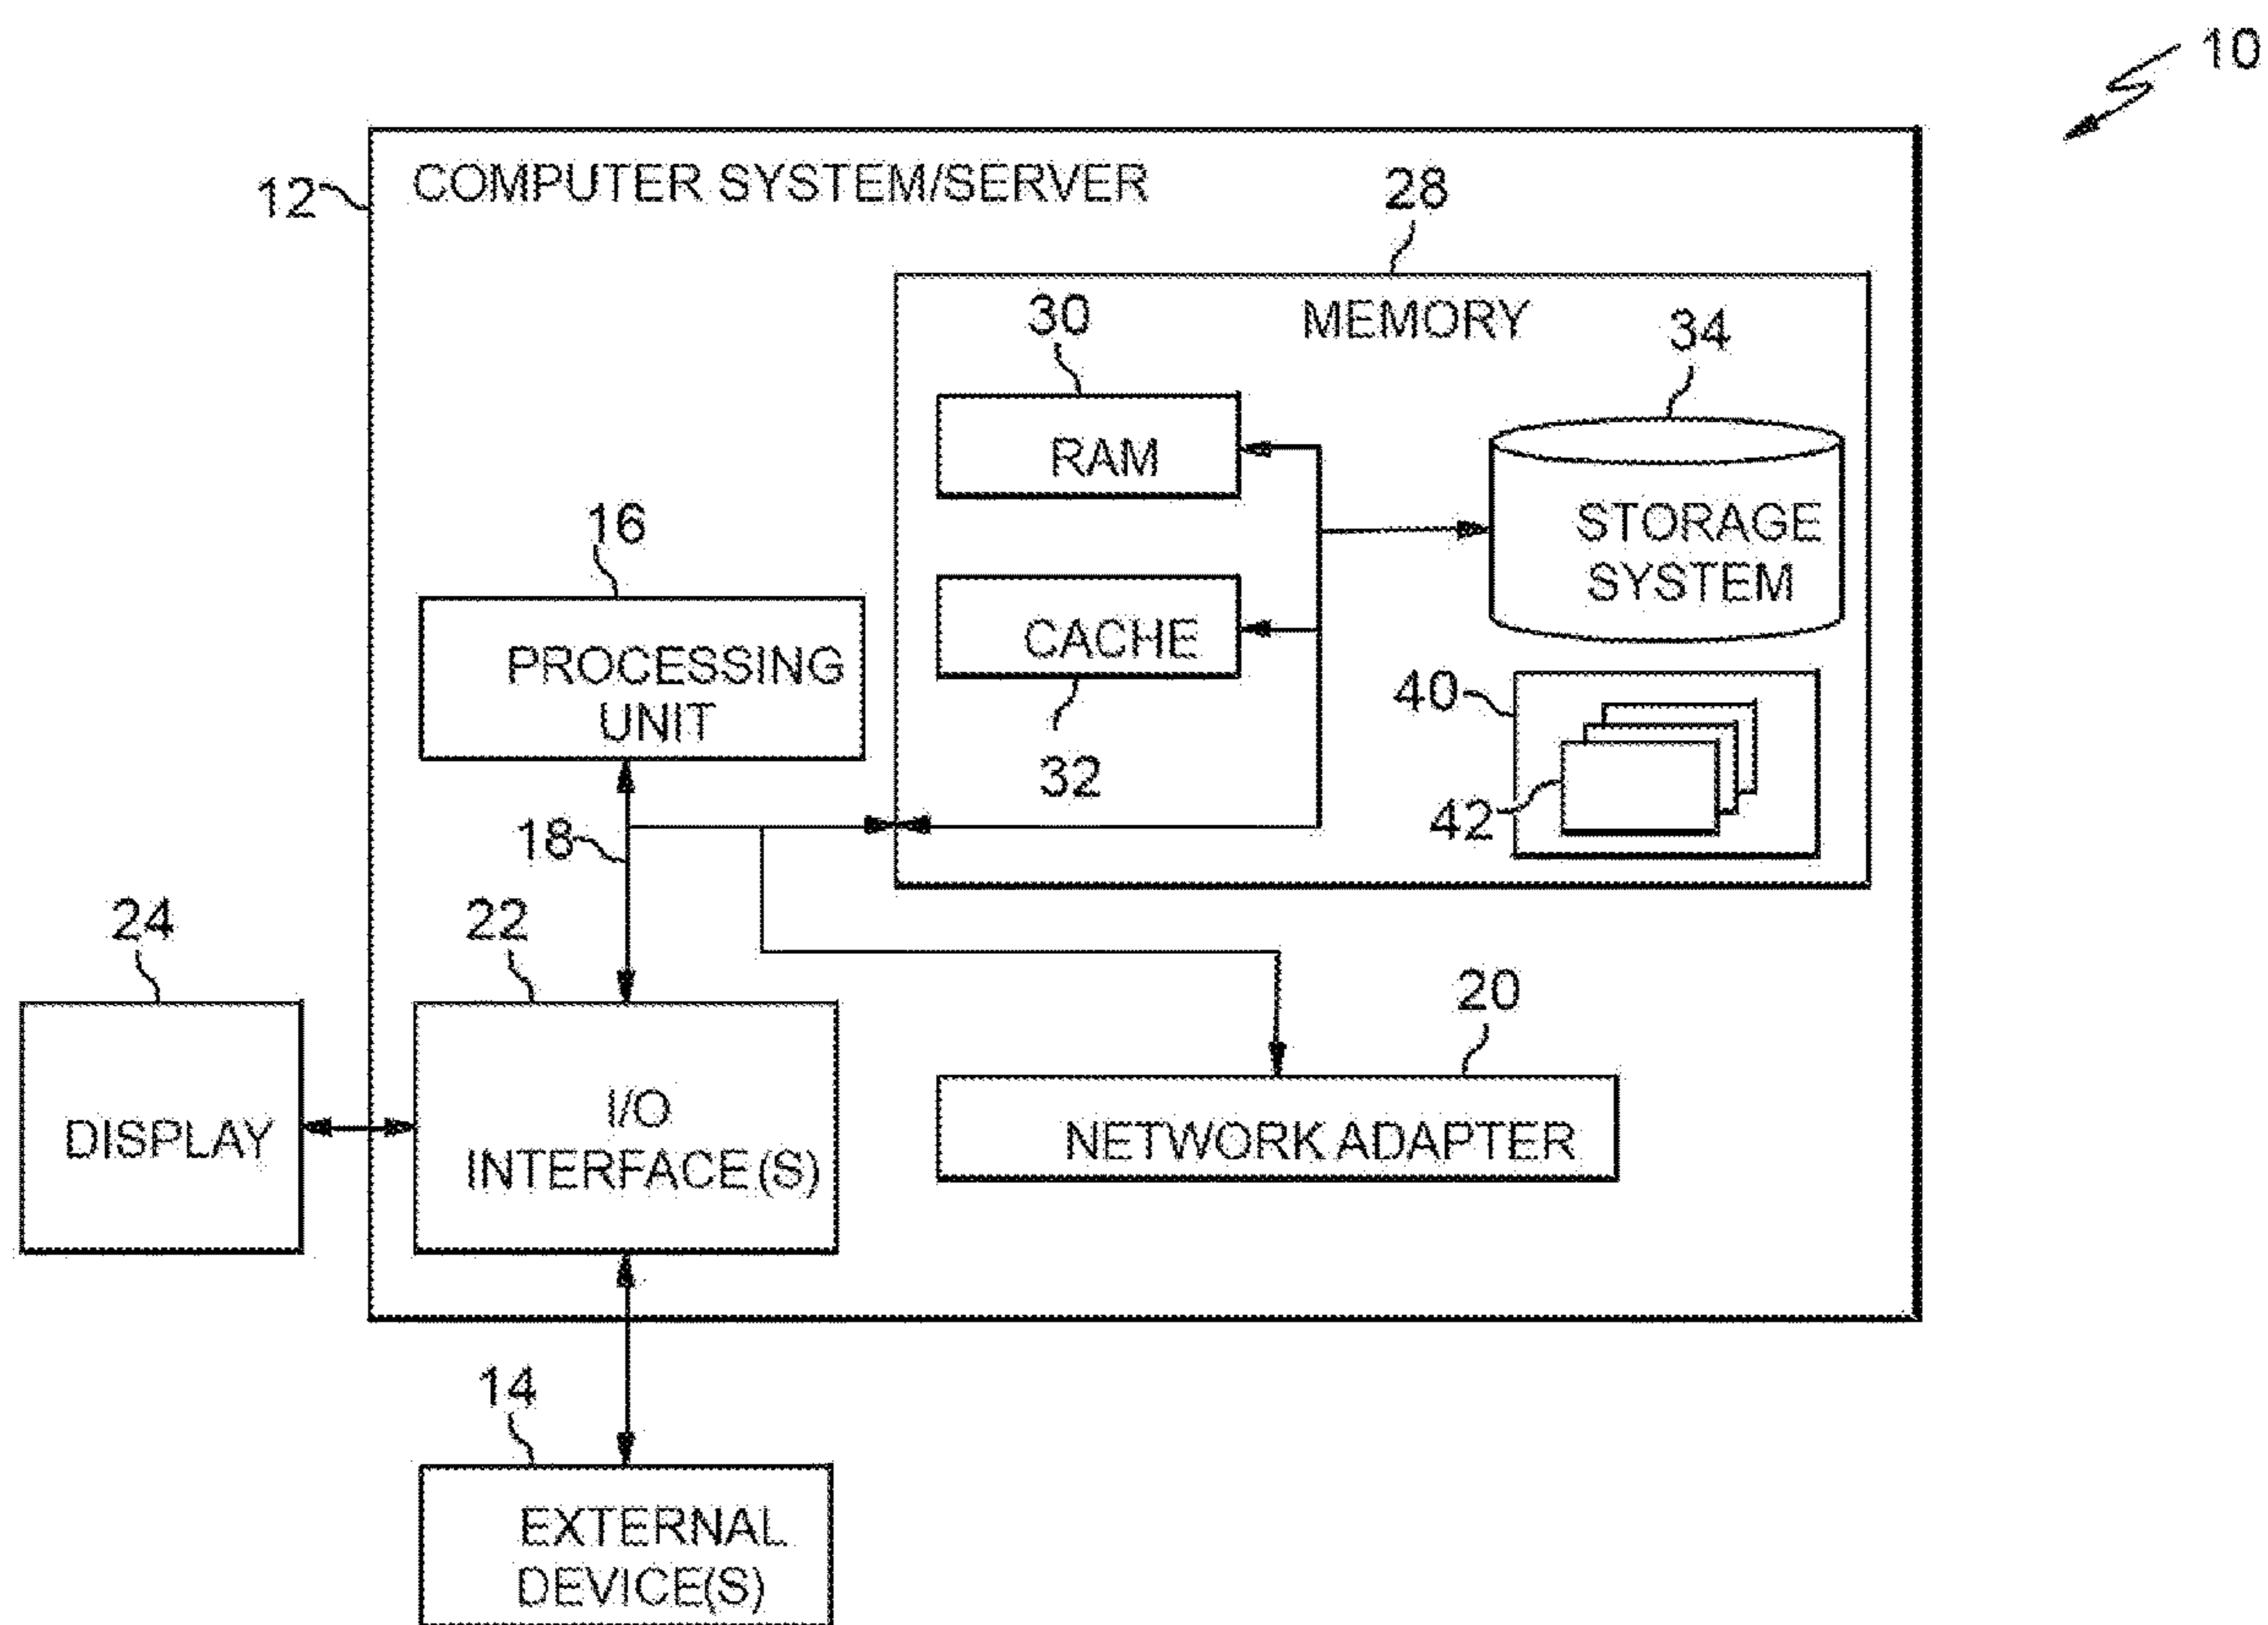 10
12
COMPUTER SYSTEM/SERVER
28
MEMORY
30
34
RAM
STORAGE
SYSTEM
16
CACHE
PROCESSING
UNIT
32
40
42
18
24
22
20
DISPLAY
I/O
INTERFACE(S)
NETWORK ADAPTER
14
EXTERNAL
DEVICE(S)